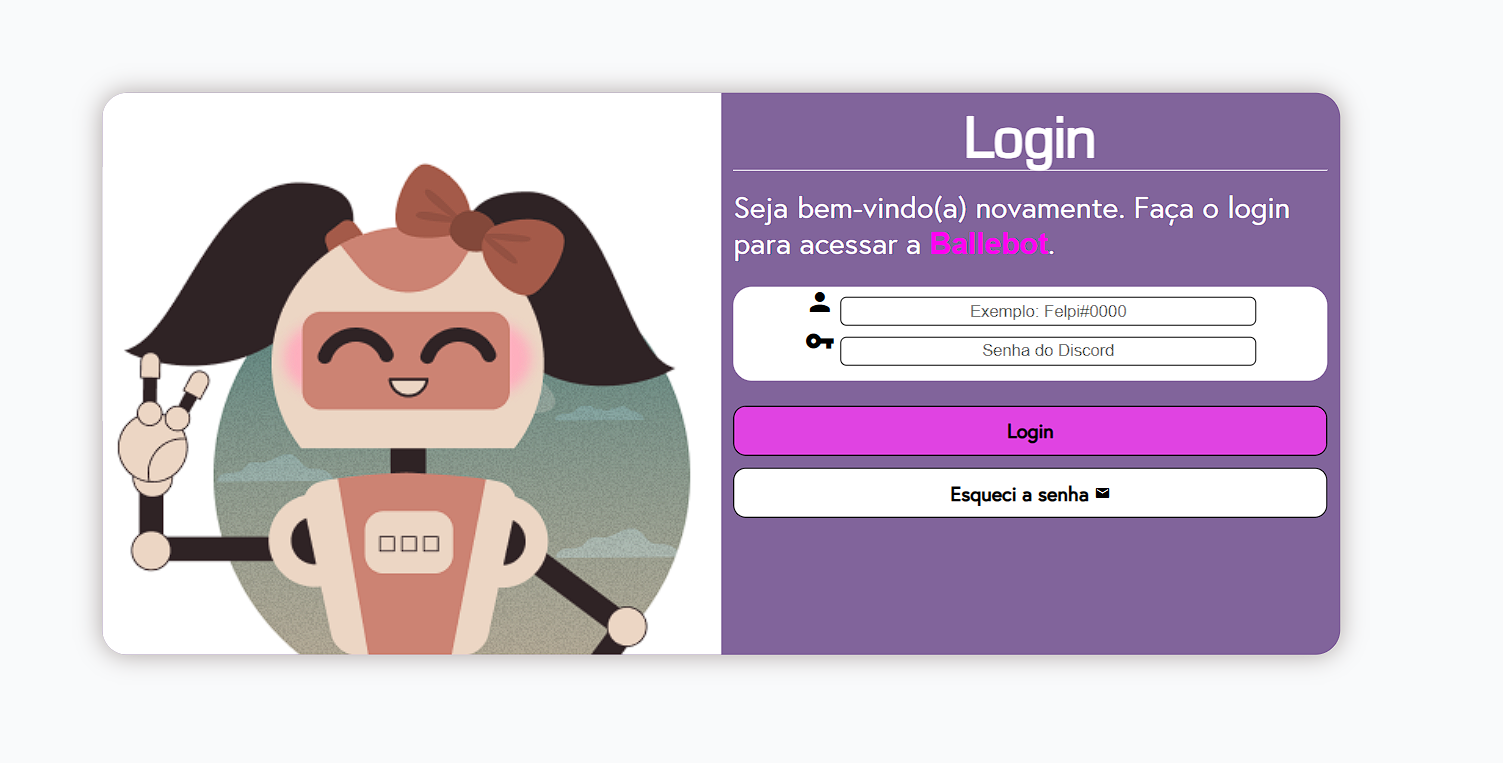 Login
Seja bem-vindo(a) novamente. Faça o login
para acessar a Ballebot.
Exemplo: Felpi#0000
Senha do Discord
Login
Esqueci a senha